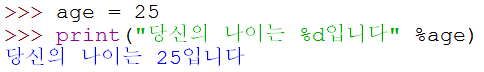 >>> age = 25
>>> print("당신의 나이는 %d입니다" %age)
당신의 나이는 25입니다